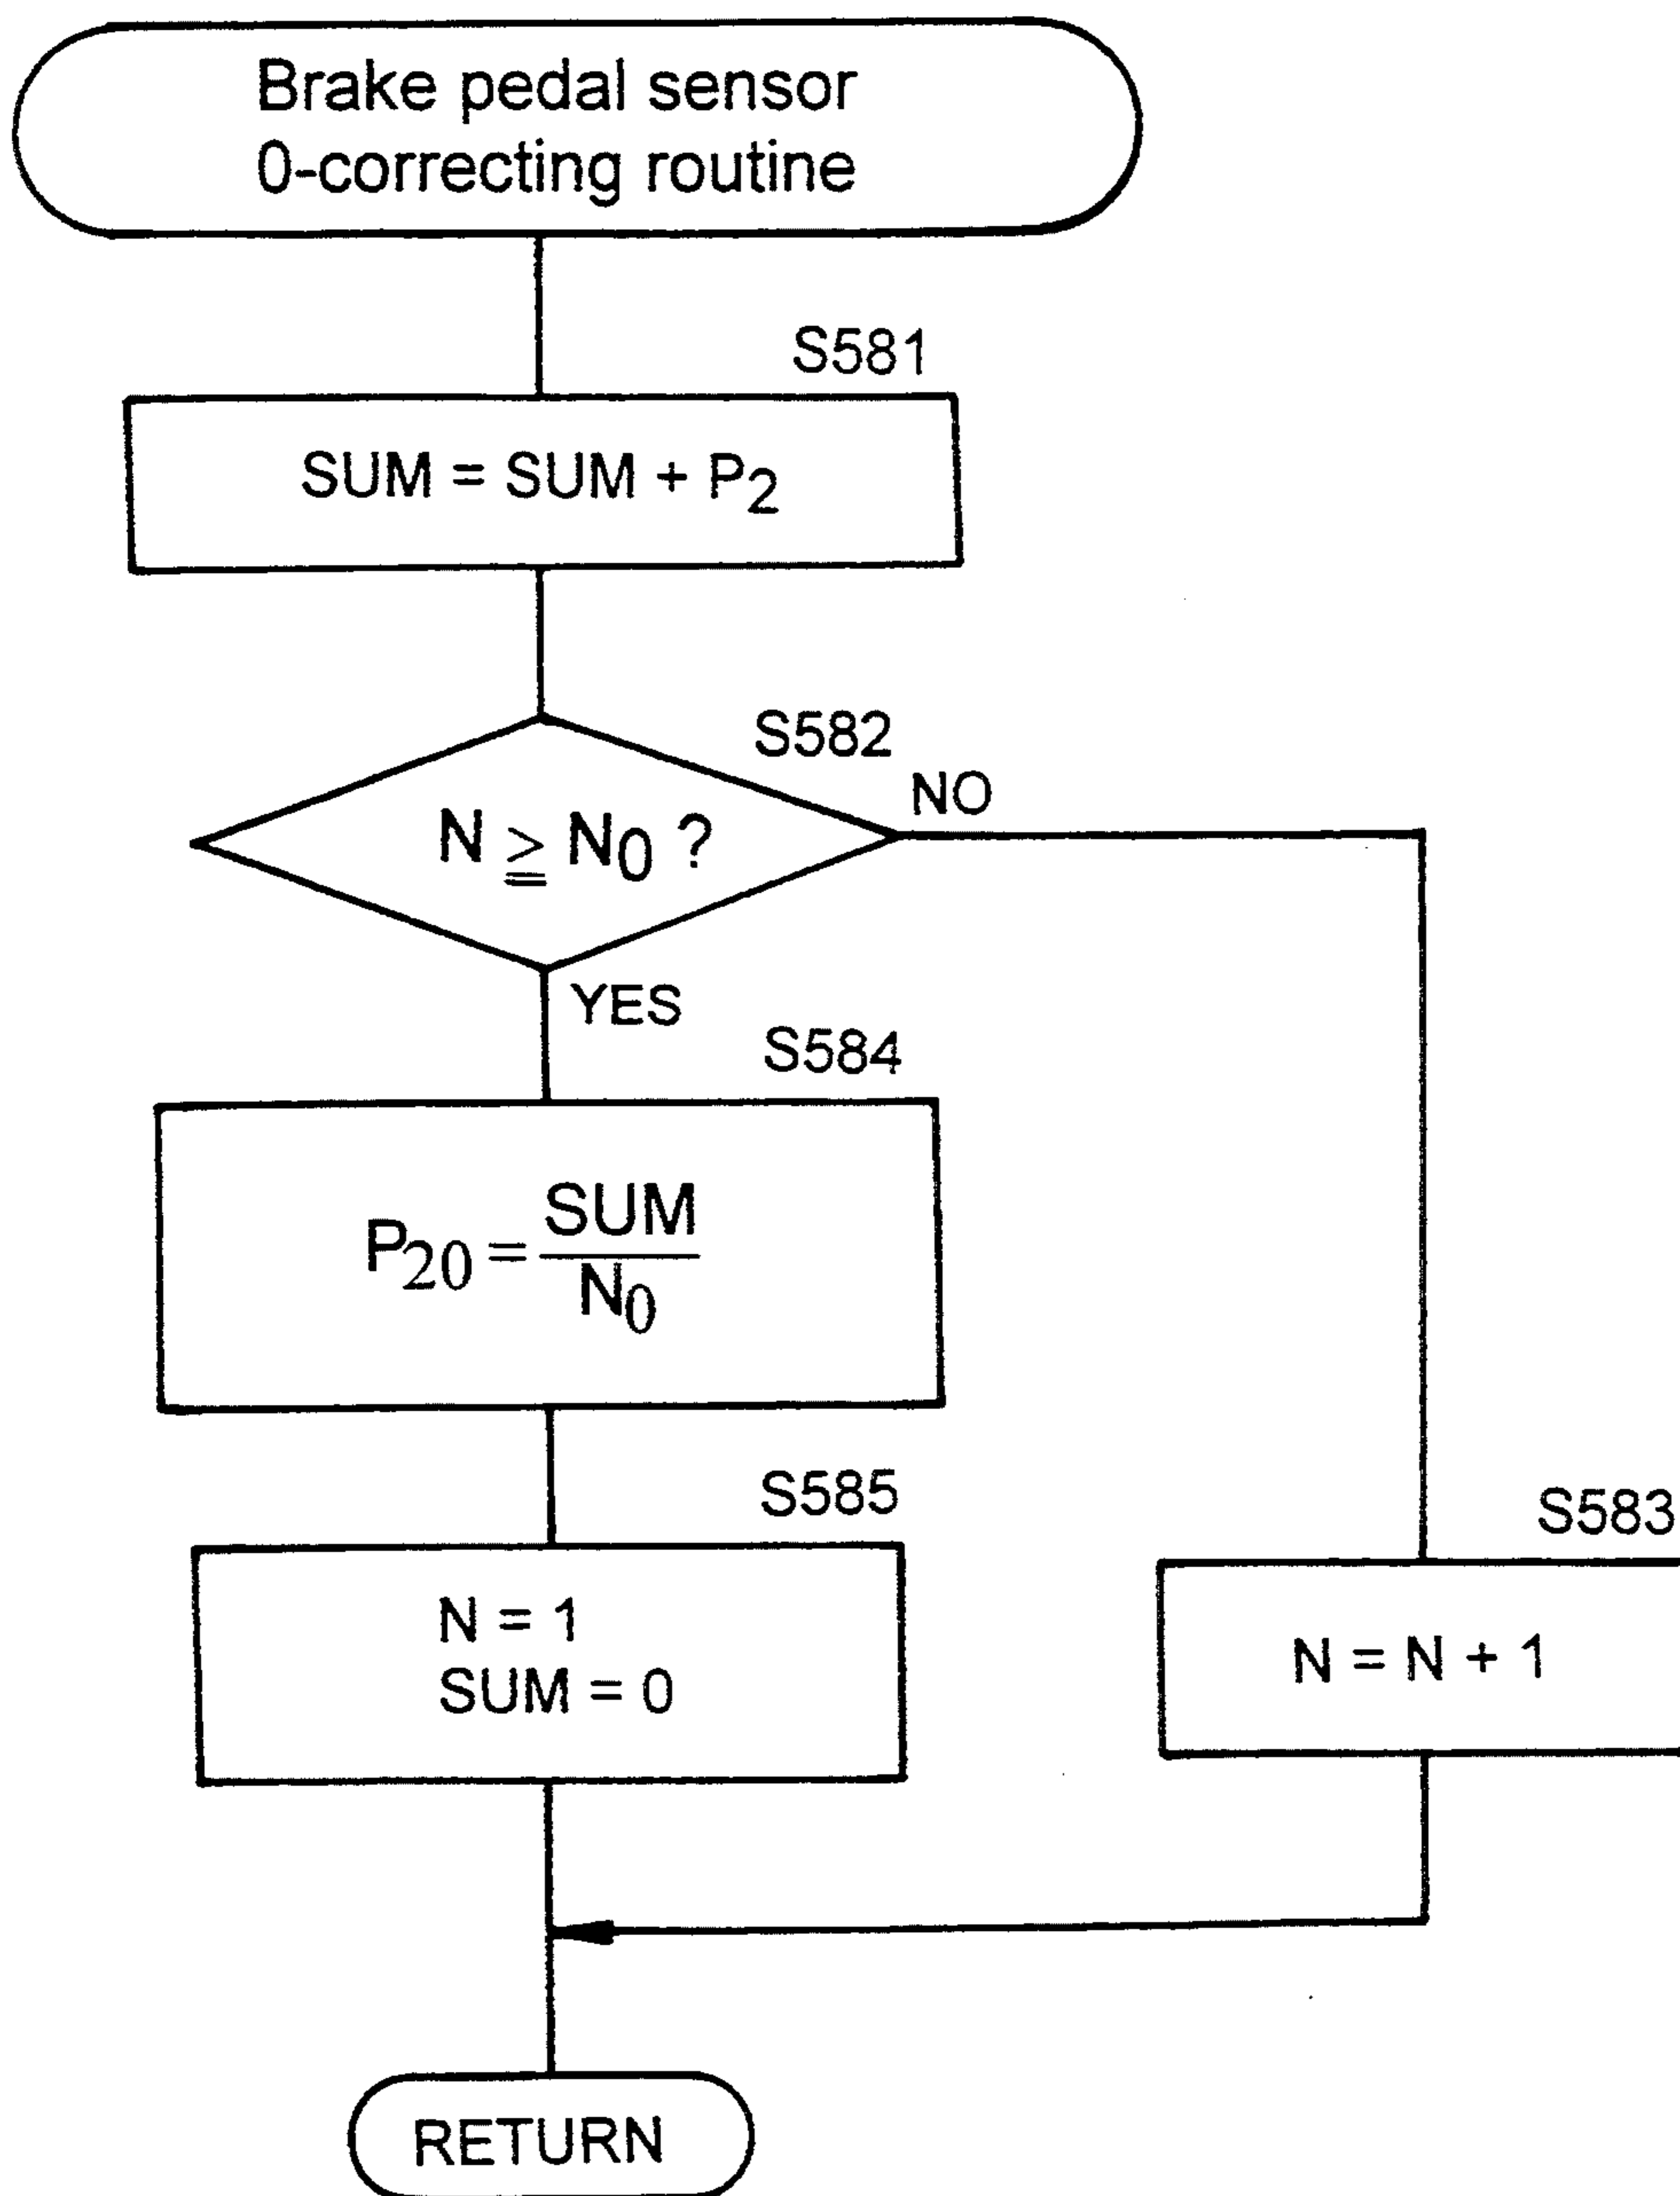 Brake pedal sensor
0-correcting routine
S581
SUM = SUM + P₂
S582
N ≧ N₀ ?
NO
YES
S584
P₂₀ = SUM / N₀
S585
N = 1
SUM = 0
S583
N = N + 1
RETURN